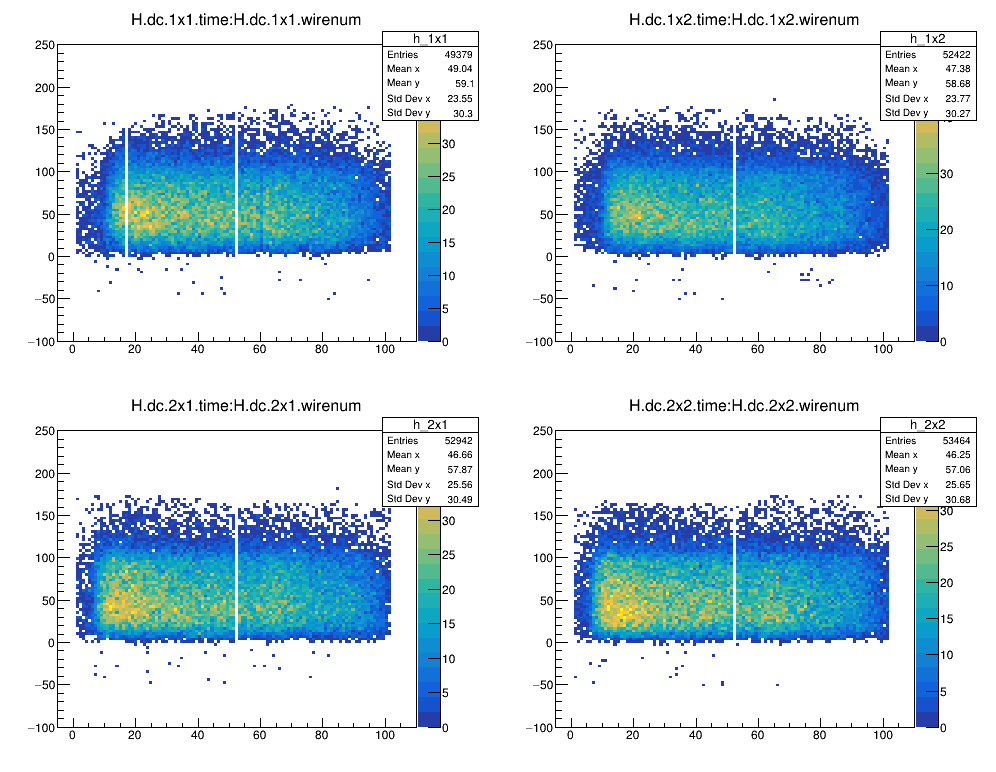 H.dc.1x1.time:H.dc.1x1.wirenum
h_1x1
Entries 49379
Mean x 49.04
Mean y 59.1
Std Dev x 23.55
Std Dev y 30.3
250
200
150
100
50
0
−50
−100
0 20 40 60 80 100
30
25
20
15
10
5
0
H.dc.1x2.time:H.dc.1x2.wirenum
h_1x2
Entries 52422
Mean x 47.38
Mean y 58.68
Std Dev x 23.77
Std Dev y 30.27
250
200
150
100
50
0
−50
−100
0 20 40 60 80 100
30
20
10
0
H.dc.2x1.time:H.dc.2x1.wirenum
h_2x1
Entries 52942
Mean x 46.66
Mean y 57.87
Std Dev x 25.56
Std Dev y 30.49
250
200
150
100
50
0
−50
−100
0 20 40 60 80 100
30
25
20
15
10
5
0
H.dc.2x2.time:H.dc.2x2.wirenum
h_2x2
Entries 53464
Mean x 46.25
Mean y 57.06
Std Dev x 25.65
Std Dev y 30.68
250
200
150
100
50
0
−50
−100
0 20 40 60 80 100
30
25
20
15
10
5
0